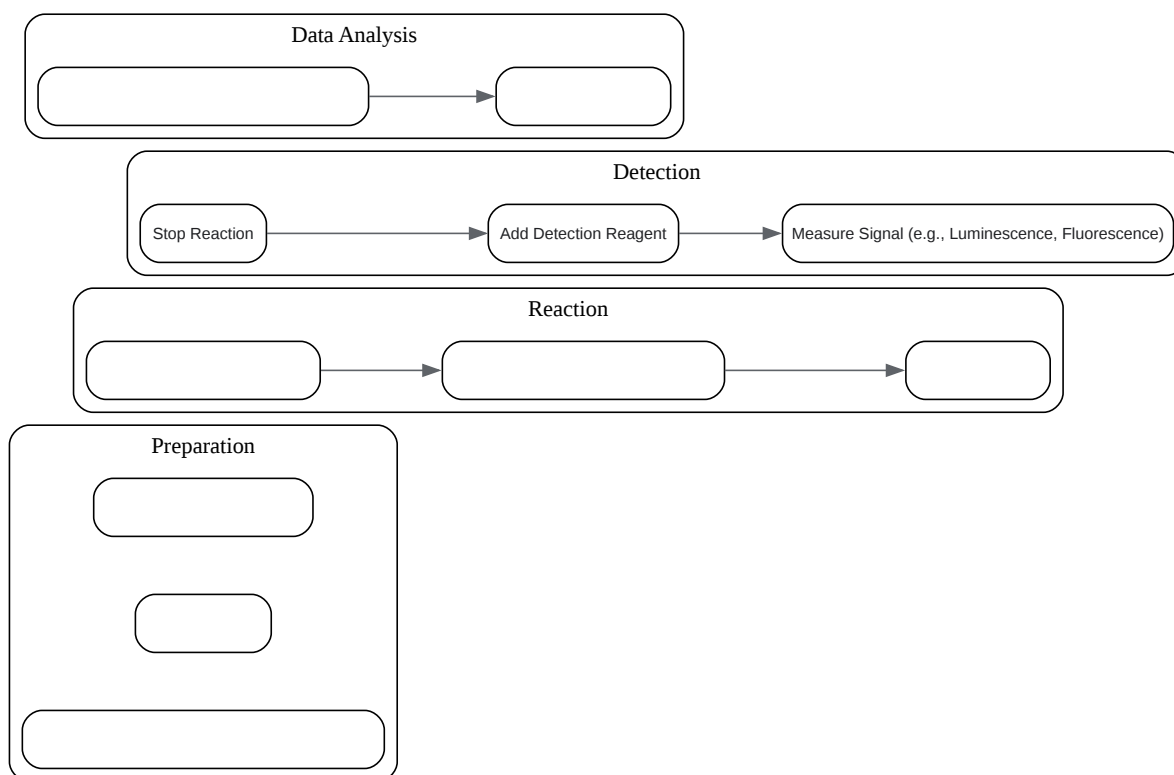 Data Analysis
Detection
Stop Reaction
Add Detection Reagent
Measure Signal (e.g., Luminescence, Fluorescence)
Reaction
Preparation